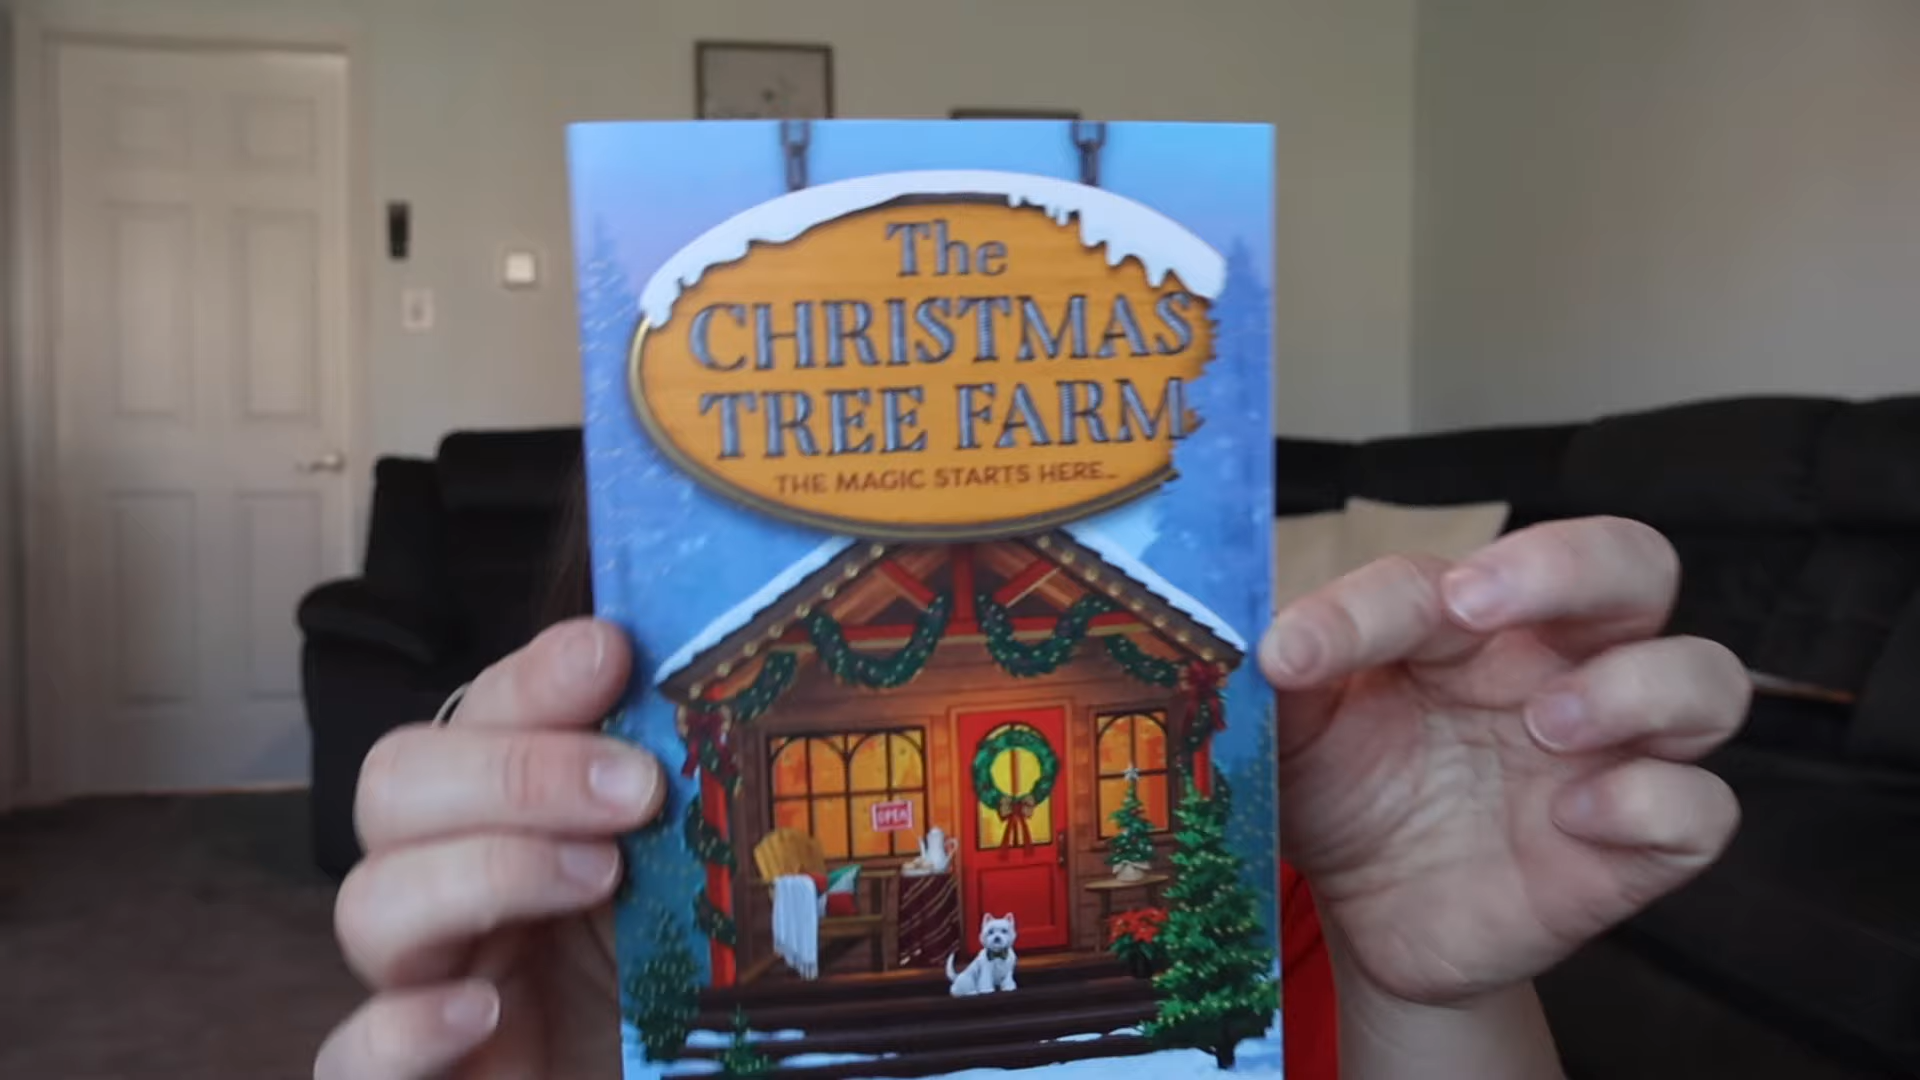 The
CHRISTMAS
TREE FARM
THE MAGIC STARTS HERE...
OPEN